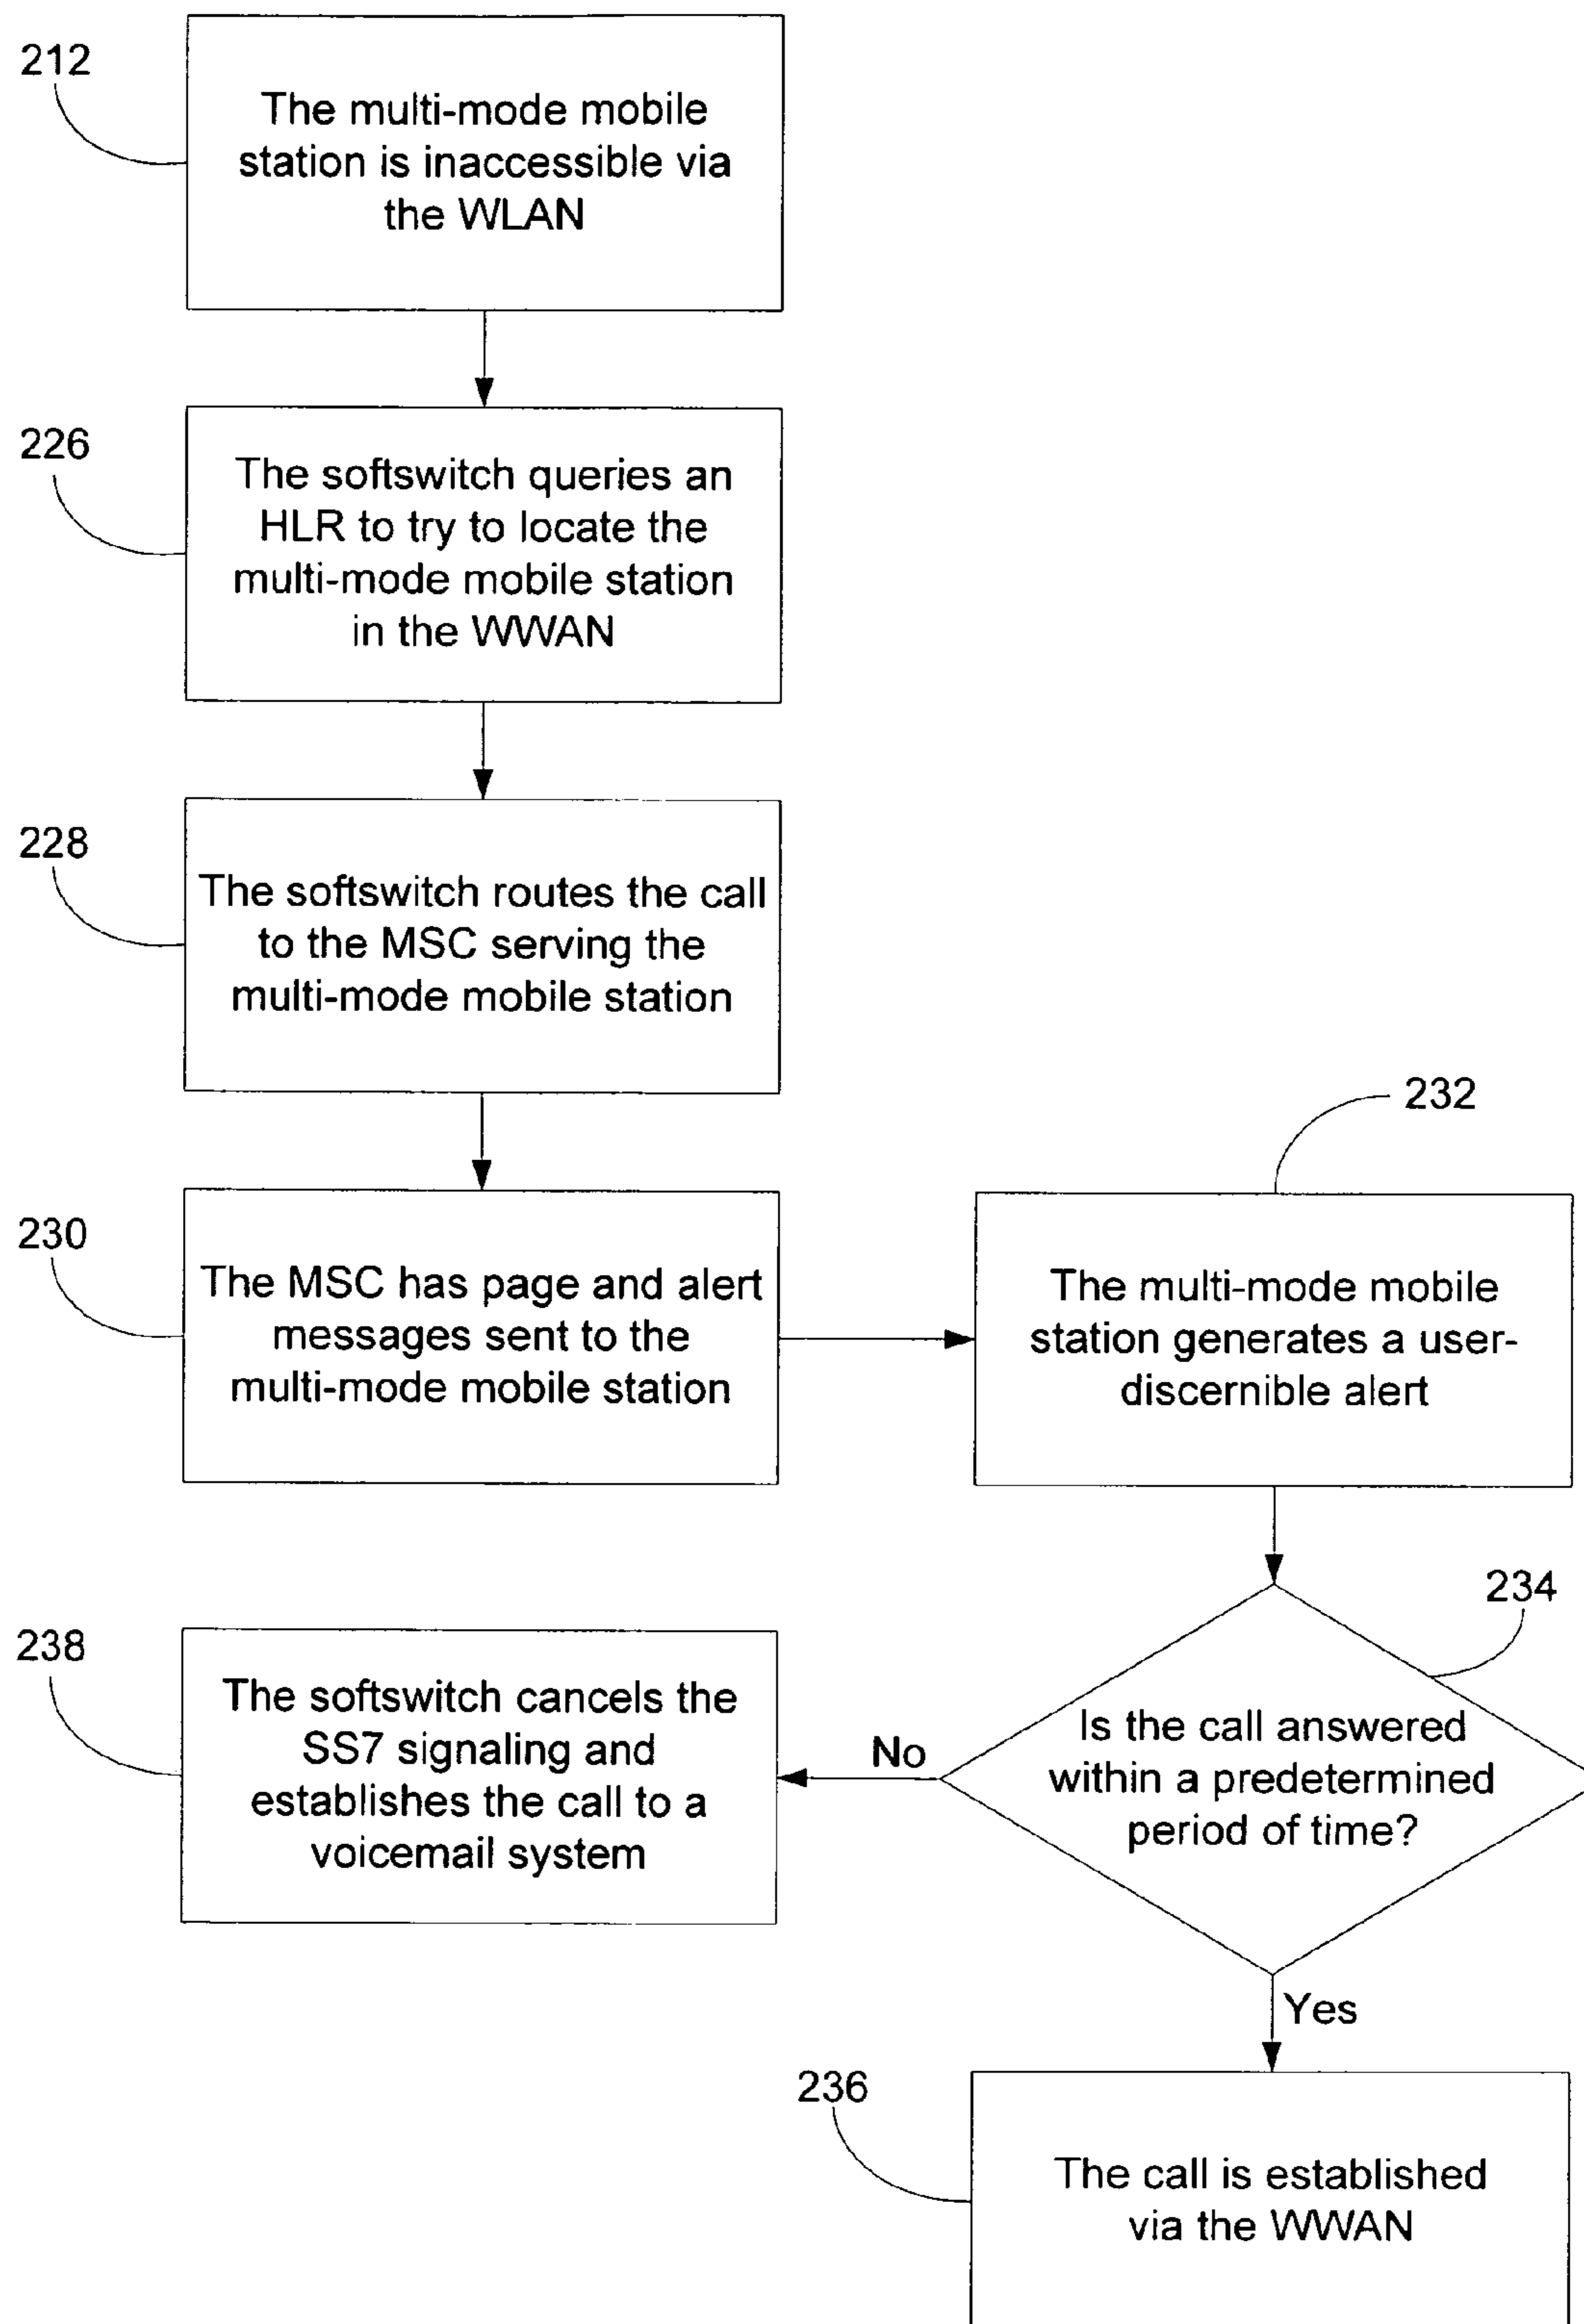 212
The multi-mode mobile
station is inaccessible via
the WLAN
226
The softswitch queries an
HLR to try to locate the
multi-mode mobile station
in the WWAN
228
The softswitch routes the call
to the MSC serving the
multi-mode mobile station
230
The MSC has page and alert
messages sent to the
multi-mode mobile station
232
The multi-mode mobile
station generates a user-
discernible alert
234
Is the call answered
within a predetermined
period of time?
No
238
The softswitch cancels the
SS7 signaling and
establishes the call to a
voicemail system
Yes
236
The call is established
via the WWAN